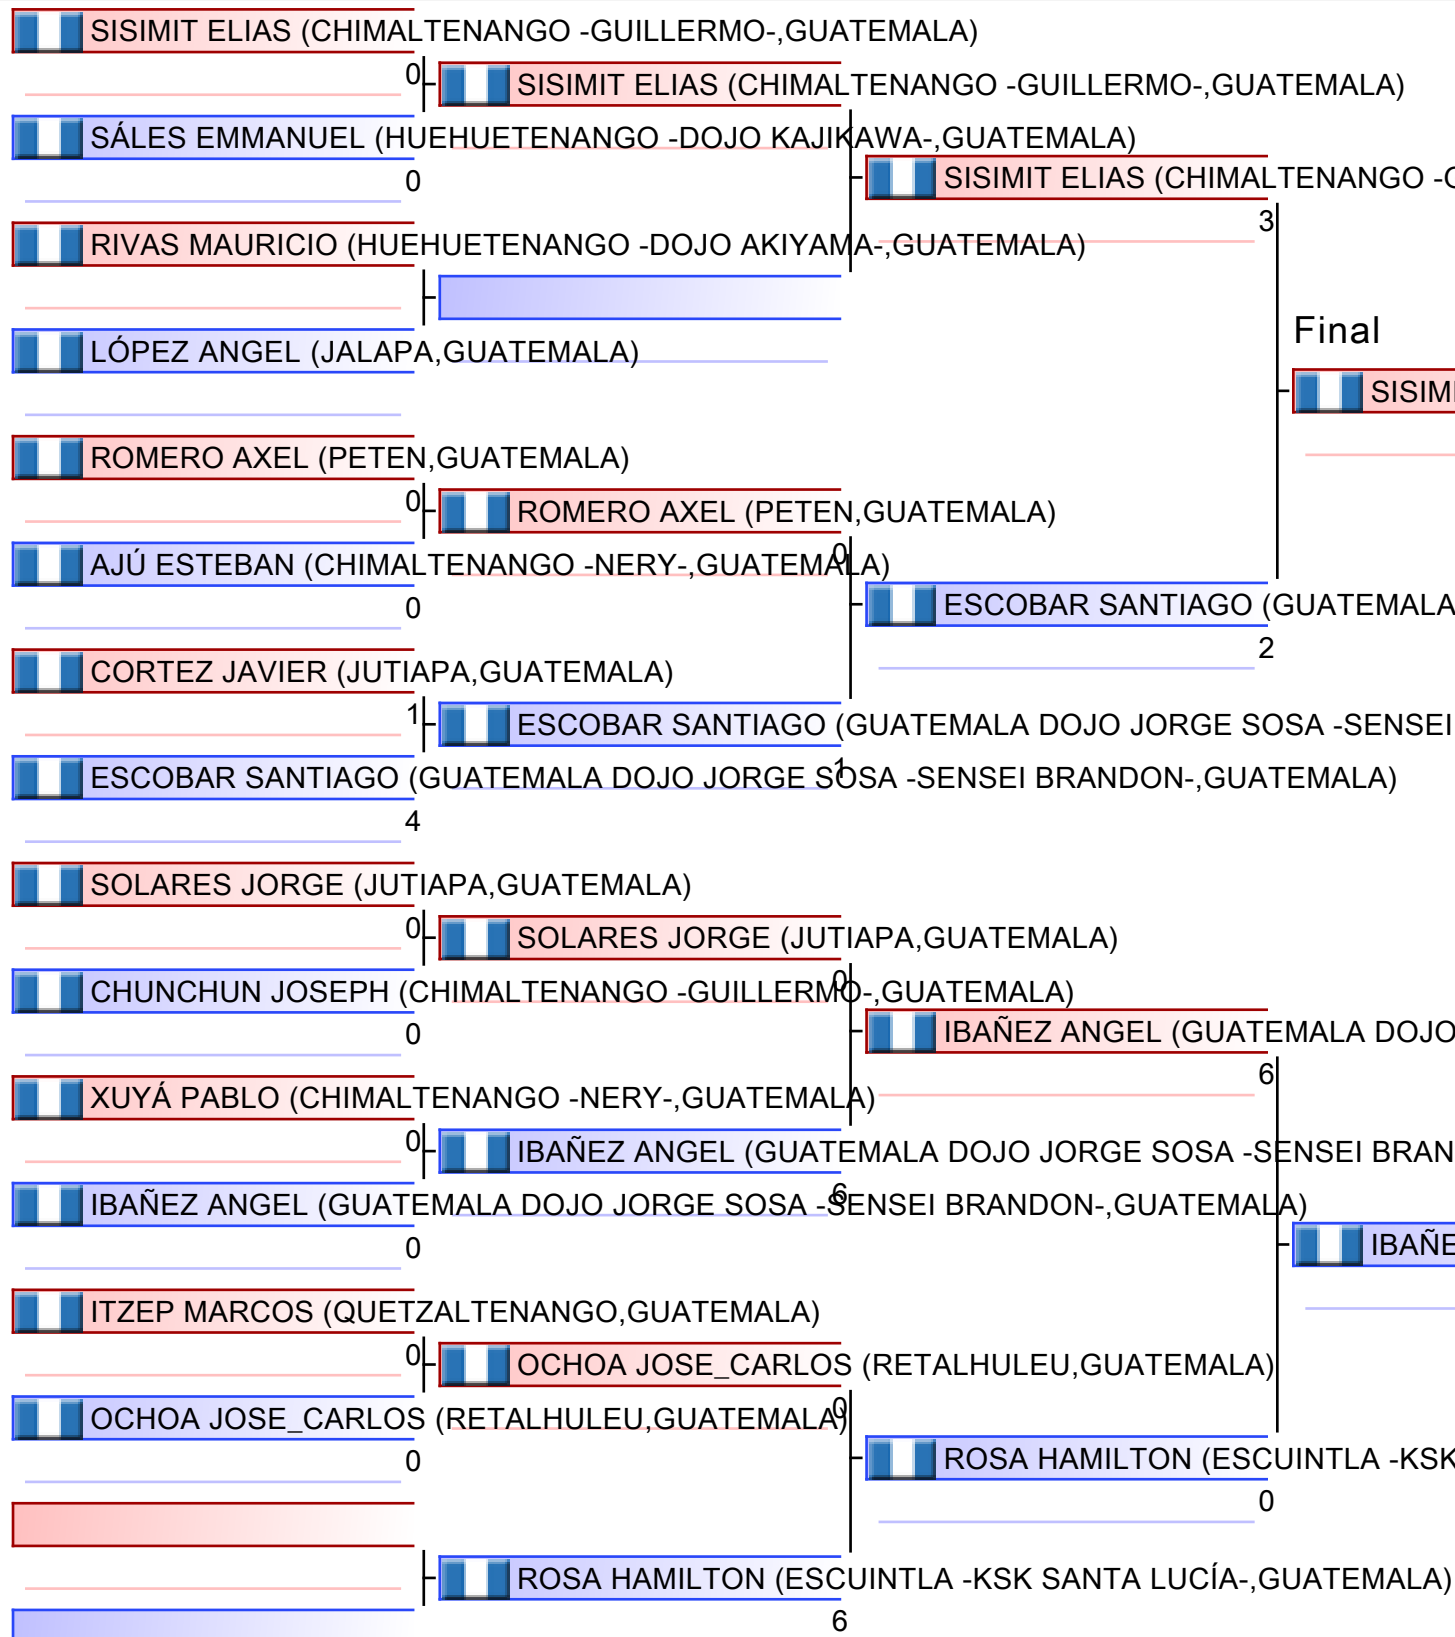 SISIMIT ELIAS (CHIMALTENANGO -GUILLERMO-,GUATEMALA)
0
SISIMIT ELIAS (CHIMALTENANGO -GUILLERMO-,GUATEMALA)
SÁLES EMMANUEL (HUEHUETENANGO -DOJO KAJIKAWA-,GUATEMALA)
0
SISIMIT ELIAS (CHIMALTENANGO -
3
RIVAS MAURICIO (HUEHUETENANGO -DOJO AKIYAMA-,GUATEMALA)
Final
LÓPEZ ANGEL (JALAPA,GUATEMALA)
SISIMI
ROMERO AXEL (PETEN,GUATEMALA)
0
ROMERO AXEL (PETEN,GUATEMALA)
0
AJÚ ESTEBAN (CHIMALTENANGO -NERY-,GUATEMALA)
0
ESCOBAR SANTIAGO (GUATEMALA
2
CORTEZ JAVIER (JUTIAPA,GUATEMALA)
1
ESCOBAR SANTIAGO (GUATEMALA DOJO JORGE SOSA -SENSEI
1
ESCOBAR SANTIAGO (GUATEMALA DOJO JORGE SOSA -SENSEI BRANDON-,GUATEMALA)
4
SOLARES JORGE (JUTIAPA,GUATEMALA)
0
SOLARES JORGE (JUTIAPA,GUATEMALA)
0
CHUNCHUN JOSEPH (CHIMALTENANGO -GUILLERMO-,GUATEMALA)
0
IBAÑEZ ANGEL (GUATEMALA DOJO
6
XUYÁ PABLO (CHIMALTENANGO -NERY-,GUATEMALA)
0
IBAÑEZ ANGEL (GUATEMALA DOJO JORGE SOSA -SENSEI BRAN
6
IBAÑEZ ANGEL (GUATEMALA DOJO JORGE SOSA -SENSEI BRANDON-,GUATEMALA)
0
IBAÑE
ITZEP MARCOS (QUETZALTENANGO,GUATEMALA)
0
OCHOA JOSE_CARLOS (RETALHULEU,GUATEMALA)
0
OCHOA JOSE_CARLOS (RETALHULEU,GUATEMALA)
0
ROSA HAMILTON (ESCUINTLA -KSK
0
ROSA HAMILTON (ESCUINTLA -KSK SANTA LUCÍA-,GUATEMALA)
6